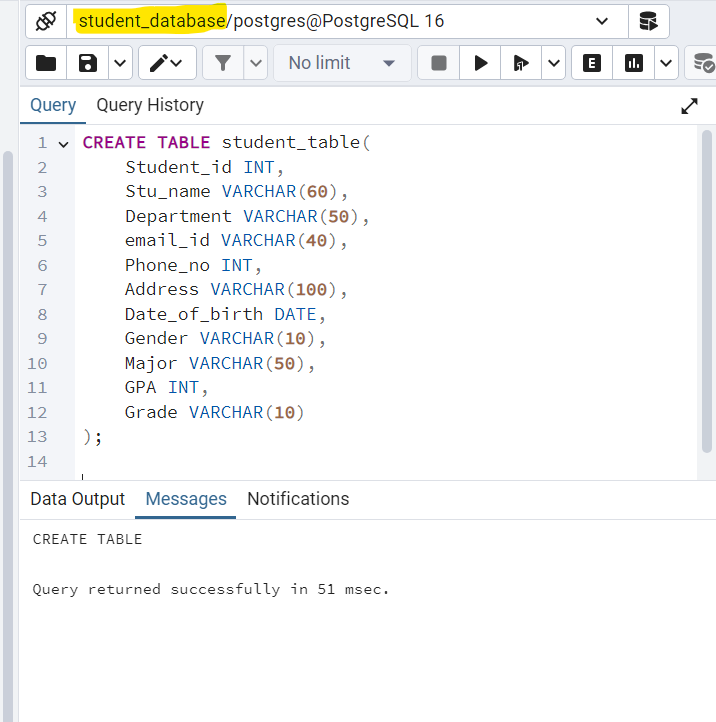 student_database/postgres@PostgreSQL 16
No limit
E
Query Query History
1 CREATE TABLE student_table(
2 Student_id INT,
3 Stu_name VARCHAR(60),
4 Department VARCHAR(50),
5 email_id VARCHAR(40),
6 Phone_no INT,
7 Address VARCHAR(100),
8 Date_of_birth DATE,
9 Gender VARCHAR(10),
10 Major VARCHAR(50),
11 GPA INT,
12 Grade VARCHAR(10)
13 );
14
Data Output Messages Notifications
CREATE TABLE
Query returned successfully in 51 msec.